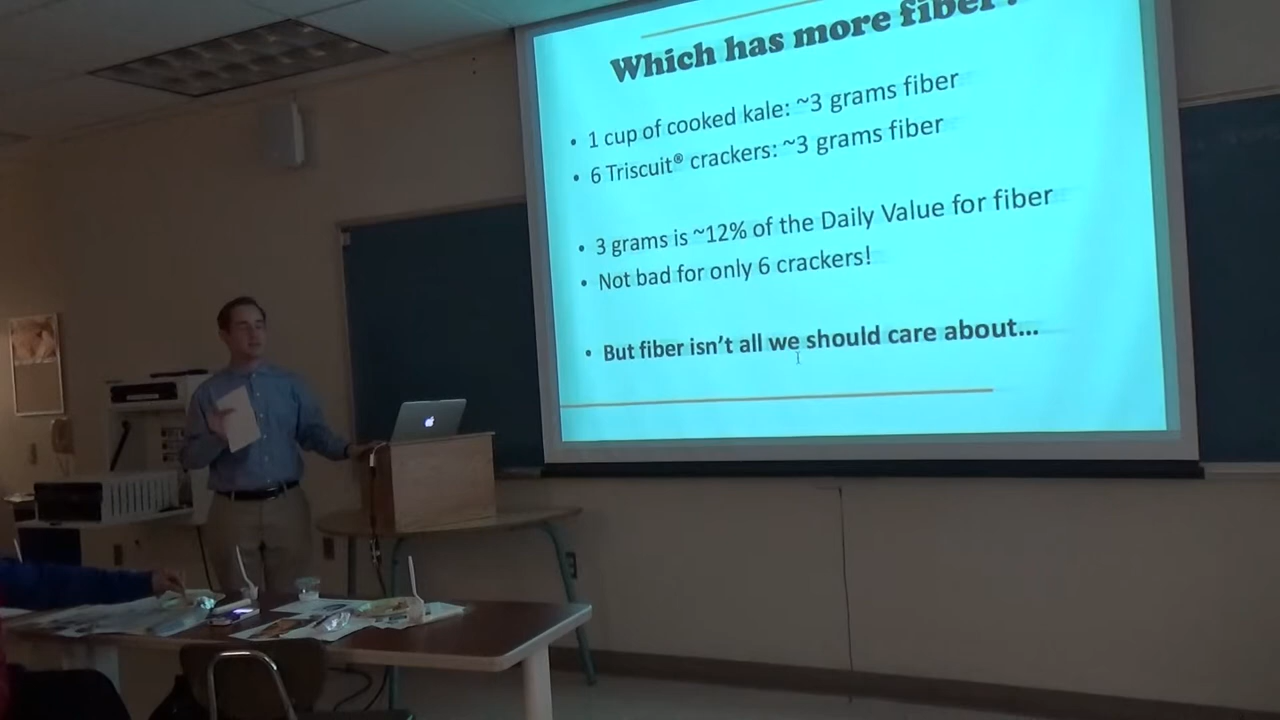 Which has more fiber?
• 1 cup of cooked kale: ~3 grams fiber
• 6 Triscuit® crackers: ~3 grams fiber
• 3 grams is ~12% of the Daily Value for fiber
• Not bad for only 6 crackers!
• But fiber isn't all we should care about...